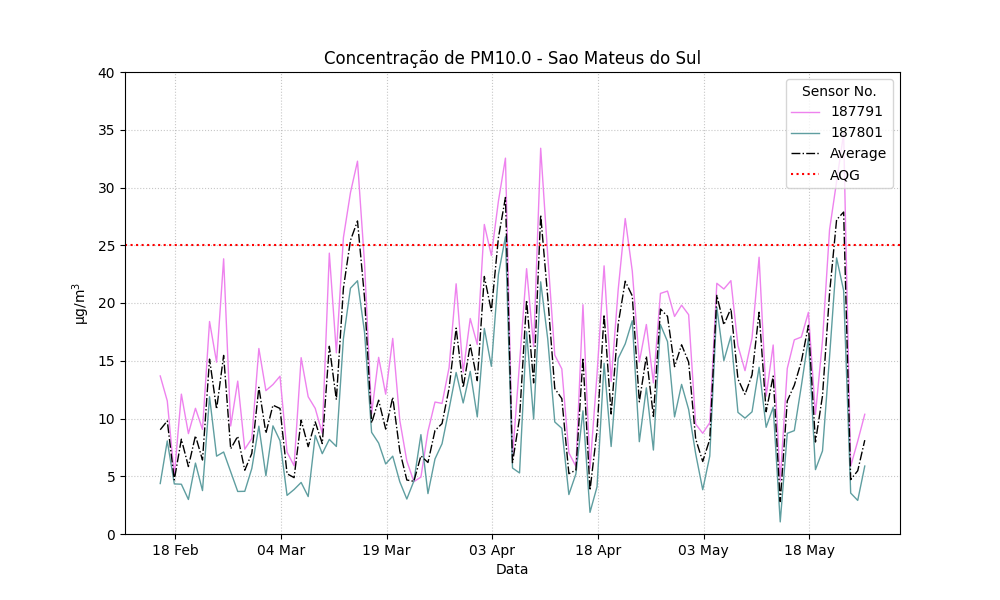 Concentração de PM10.0 - Sao Mateus do Sul
Sensor No.
187791
187801
Average
AQG
40
35
30
25
20
15
10
5
0
µg/m³
18 Feb
04 Mar
19 Mar
03 Apr
18 Apr
03 May
18 May
Data